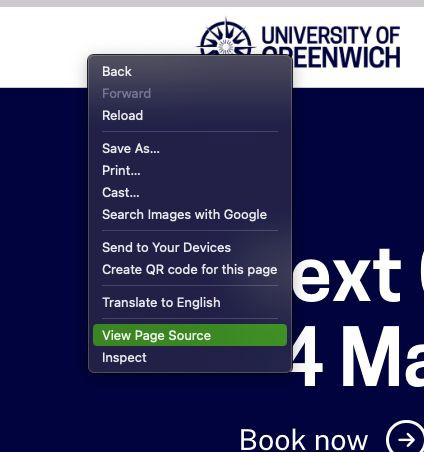 UNIVERSITY OF
GREENWICH
Back
Forward
Reload
Save As...
Print...
Cast...
Search Images with Google
Send to Your Devices
Create QR code for this page
Translate to English
View Page Source
Inspect
ext
4 Ma
Book now